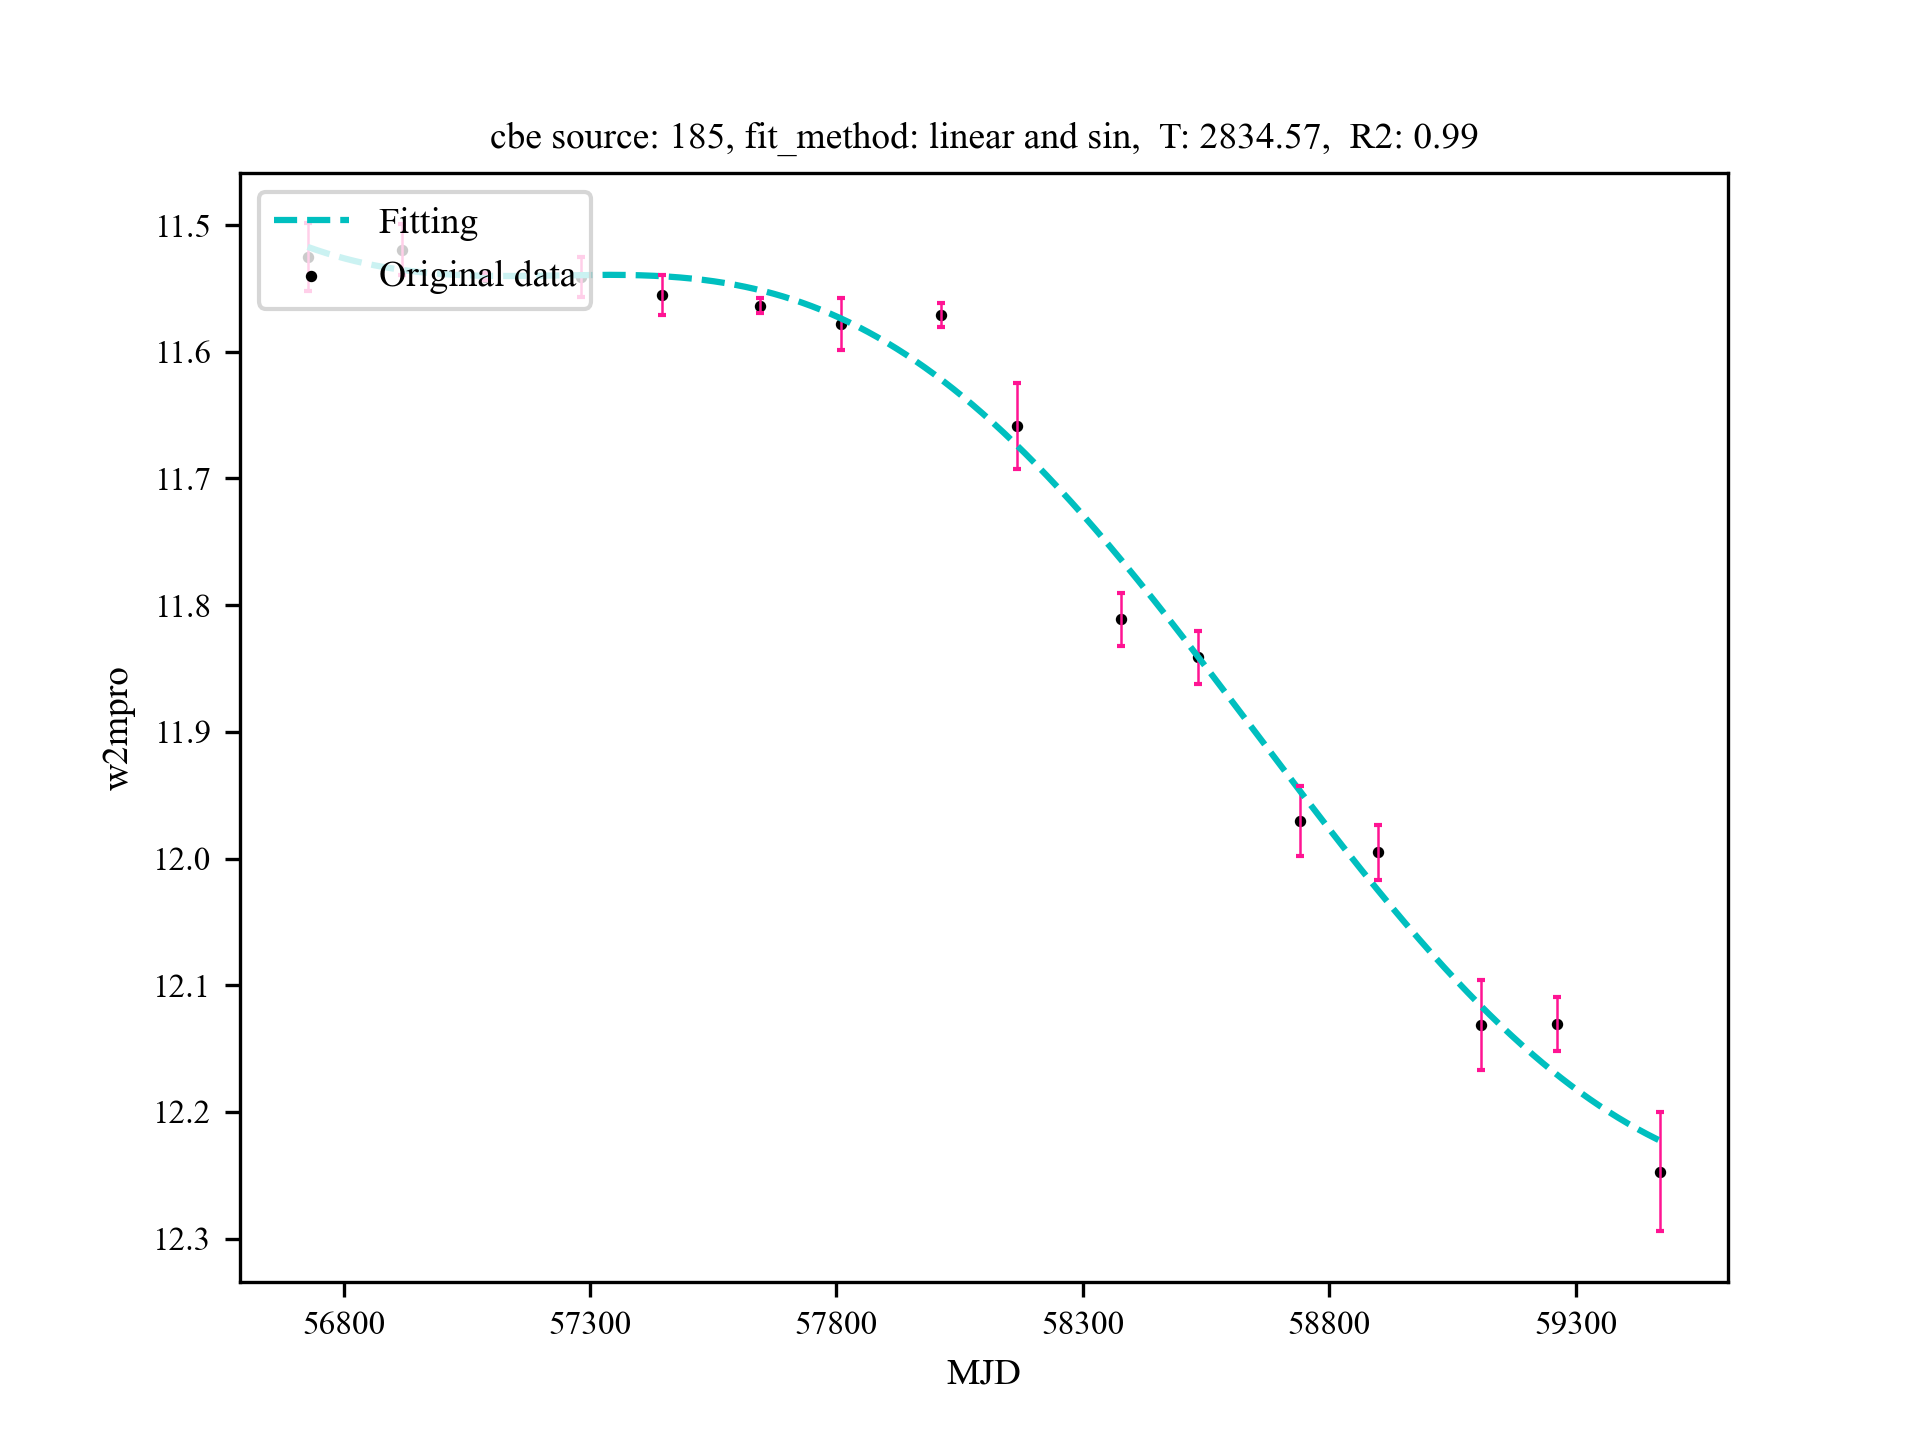 cbe source: 185, fit_method: linear and sin,  T: 2834.57,  R2: 0.99
Fitting
Original data
11.5
11.6
11.7
11.8
11.9
12.0
12.1
12.2
12.3
w2mpro
56800 57300 57800 58300 58800 59300
MJD